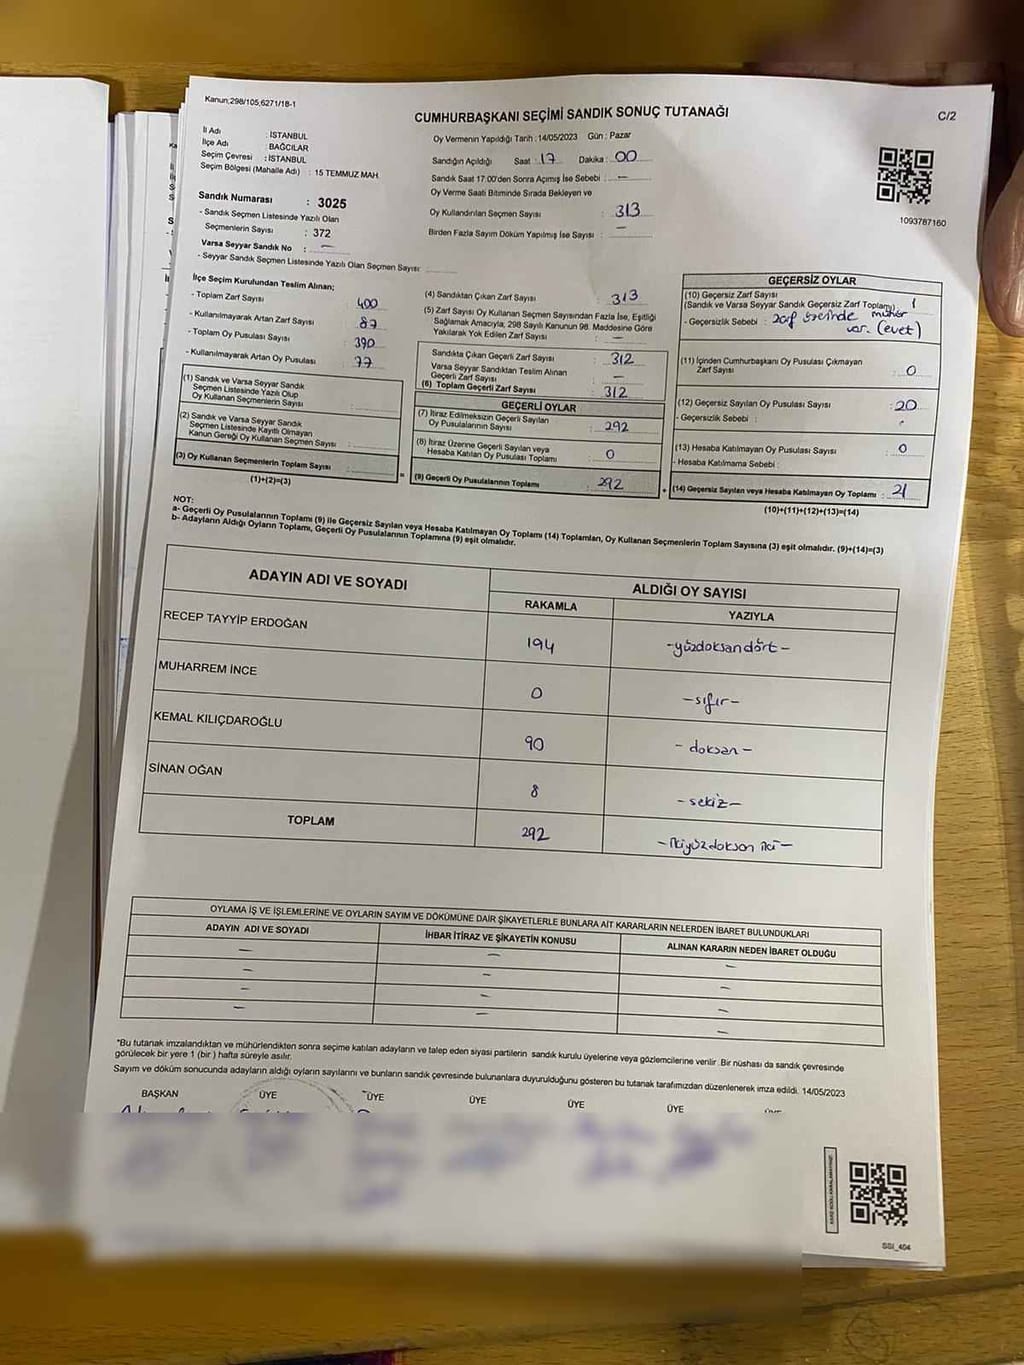 Kanun;298/105,6271/18-1
CUMHURBAŞKANI SEÇİMİ SANDIK SONUÇ TUTANAĞI
C/2
İl Adı : İSTANBUL
İlçe Adı : BAĞCILAR
Seçim Çevresi : İSTANBUL
Seçim Bölgesi (Mahalle Adı) : 15 TEMMUZ MAH.
Sandık Numarası : 3025
- Sandık Seçmen Listesinde Yazılı Olan
Seçmenlerin Sayısı : 372
Varsa Seyyar Sandık No : —
- Seyyar Sandık Seçmen Listesinde Yazılı Olan Seçmen Sayısı:
Oy Vermenin Yapıldığı Tarih : 14/05/2023 Gün : Pazar
Sandığın Açıldığı Saat : 17 Dakika : 00
Sandık Saat 17:00'den Sonra Açımış İse Sebebi : —
Oy Verme Saati Bitiminde Sırada Bekleyen ve
Oy Kullandırılan Seçmen Sayısı : 313
Birden Fazla Sayım Döküm Yapılmış İse Sayısı : —
1093787160
İlçe Seçim Kurulundan Teslim Alınan;
- Toplam Zarf Sayısı : 400
- Kullanılmayarak Artan Zarf Sayısı : 87
- Toplam Oy Pusulası Sayısı : 390
- Kullanılmayarak Artan Oy Pusulası : 77
(1) Sandık ve Varsa Seyyar Sandık
Seçmen Listesinde Yazılı Olup
Oy Kullanan Seçmenlerin Sayısı :
(2) Sandık ve Varsa Seyyar Sandık
Seçmen Listesinde Kayıtlı Olmayan
Kanun Gereği Oy Kullanan Seçmen Sayısı :
(3) Oy Kullanan Seçmenlerin Toplam Sayısı :
(1)+(2)=(3)
=
(4) Sandıktan Çıkan Zarf Sayısı : 313
(5) Zarf Sayısı Oy Kullanan Seçmen Sayısından Fazla İse, Eşitliği
Sağlamak Amacıyla; 298 Sayılı Kanunun 98. Maddesine Göre
Yakılarak Yok Edilen Zarf Sayısı : —
Sandıkta Çıkan Geçerli Zarf Sayısı : 312
Varsa Seyyar Sandıktan Teslim Alınan
Geçerli Zarf Sayısı : —
(6) Toplam Geçerli Zarf Sayısı : 312
GEÇERLİ OYLAR
(7) İtiraz Edilmeksizin Geçerli Sayılan
Oy Pusulalarının Sayısı : 292
(8) İtiraz Üzerine Geçerli Sayılan veya
Hesaba Katılan Oy Pusulası Toplamı : 0
(9) Geçerli Oy Pusulalarının Toplamı : 292
+
GEÇERSİZ OYLAR
(10) Geçersiz Zarf Sayısı
(Sandık ve Varsa Seyyar Sandık Geçersiz Zarf Toplamı) : 1
- Geçersizlik Sebebi : zarf üzerinde mühür
var. (evet)
(11) İçinden Cumhurbaşkanı Oy Pusulası Çıkmayan
Zarf Sayısı : 0
(12) Geçersiz Sayılan Oy Pusulası Sayısı : 20
- Geçersizlik Sebebi :
(13) Hesaba Katılmayan Oy Pusulası Sayısı : 0
- Hesaba Katılmama Sebebi :
(14) Geçersiz Sayılan veya Hesaba Katılmayan Oy Toplamı : 21
(10)+(11)+(12)+(13)=(14)
NOT:
a- Geçerli Oy Pusulalarının Toplamı (9) ile Geçersiz Sayılan veya Hesaba Katılmayan Oy Toplamı (14) Toplamları, Oy Kullanan Seçmenlerin Toplam Sayısına (3) eşit olmalıdır. (9)+(14)=(3)
b- Adayların Aldığı Oyların Toplamı, Geçerli Oy Pusulalarının Toplamına (9) eşit olmalıdır.
ADAYIN ADI VE SOYADI
ALDIĞI OY SAYISI
RAKAMLA YAZIYLA
RECEP TAYYİP ERDOĞAN 194 -yüzdoksandört-
MUHARREM İNCE 0 -sıfır-
KEMAL KILIÇDAROĞLU 90 -doksan-
SİNAN OĞAN 8 -sekiz-
TOPLAM 292 -ikiyüzdoksan iki-
OYLAMA İŞ VE İŞLEMLERİNE VE OYLARIN SAYIM VE DÖKÜMÜNE DAİR ŞİKAYETLERLE BUNLARA AİT KARARLARIN NELERDEN İBARET BULUNDUKLARI
ADAYIN ADI VE SOYADI İHBAR İTİRAZ VE ŞİKAYETİN KONUSU ALINAN KARARIN NEDEN İBARET OLDUĞU
— — —
— — —
— — —
— — —
*Bu tutanak imzalandıktan ve mühürlendikten sonra seçime katılan adayların ve talep eden siyasi partilerin sandık kurulu üyelerine veya gözlemcilerine verilir. Bir nüshası da sandık çevresinde
görülecek bir yere 1 (bir) hafta süreyle asılır.
Sayım ve döküm sonucunda adayların aldığı oyların sayılarını ve bunların sandık çevresinde bulunanlara duyurulduğunu gösteren bu tutanak tarafımızdan düzenlenerek imza edildi. 14/05/2023
BAŞKAN ÜYE ÜYE ÜYE ÜYE ÜYE
SSI_404